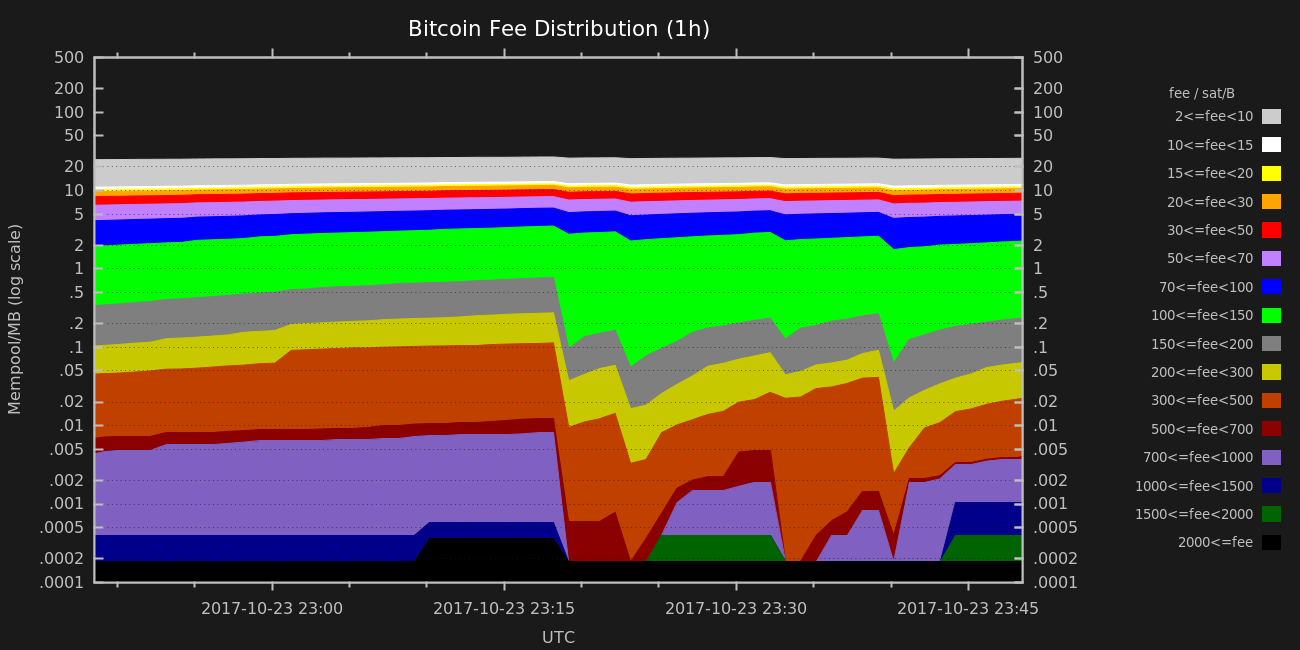 Bitcoin Fee Distribution (1h)
500
200
100
50
20
10
5
2
1
.5
.2
.1
.05
.02
.01
.005
.002
.001
.0005
.0002
.0001
Mempool/MB (log scale)
500
200
100
50
20
10
5
2
1
.5
.2
.1
.05
.02
.01
.005
.002
.001
.0005
.0002
.0001
2017-10-23 23:00 2017-10-23 23:15 2017-10-23 23:30 2017-10-23 23:45
UTC
fee / sat/B
2<=fee<10
10<=fee<15
15<=fee<20
20<=fee<30
30<=fee<50
50<=fee<70
70<=fee<100
100<=fee<150
150<=fee<200
200<=fee<300
300<=fee<500
500<=fee<700
700<=fee<1000
1000<=fee<1500
1500<=fee<2000
2000<=fee